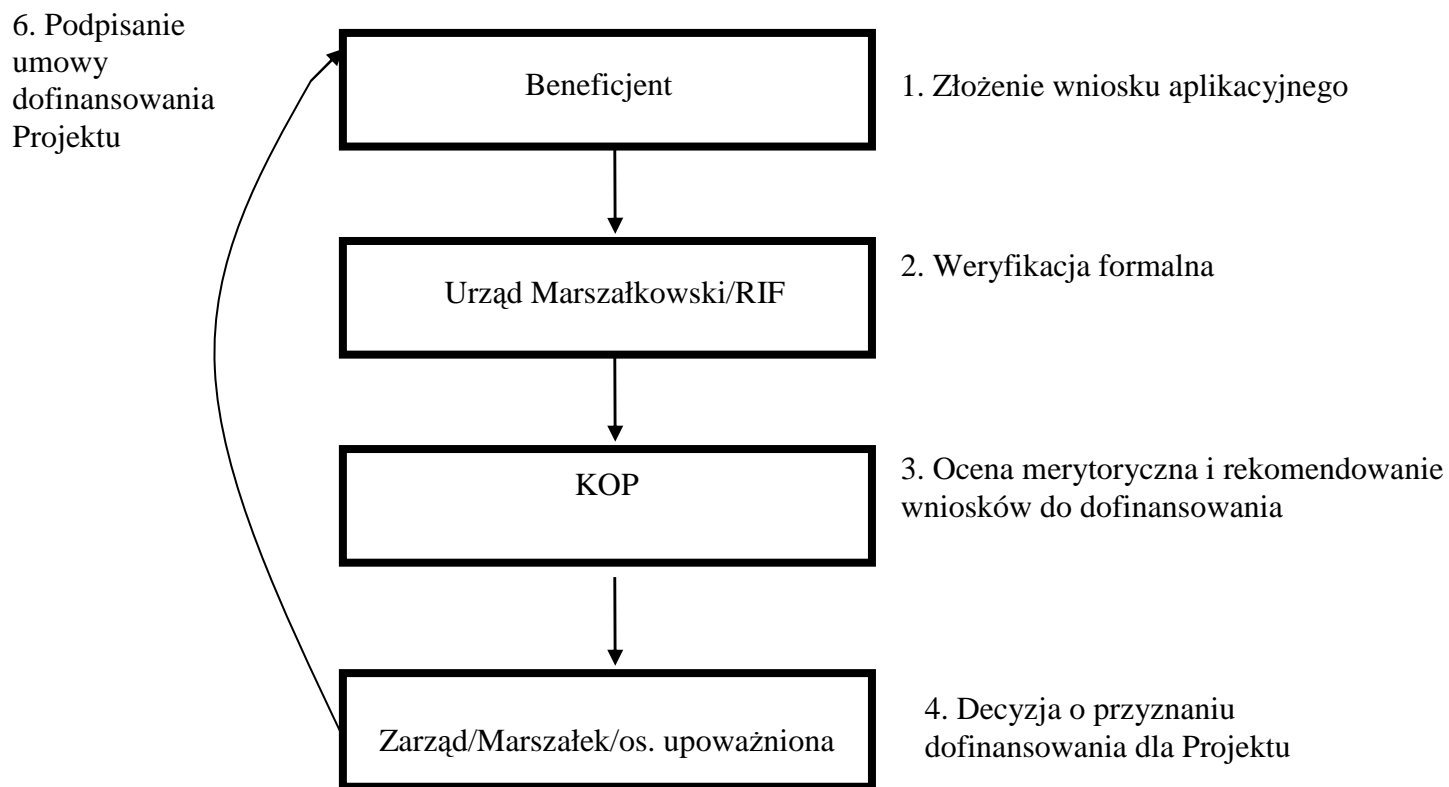 6. Podpisanie
umowy
dofinansowania
Projektu
Beneficjent
1. Złożenie wniosku aplikacyjnego
Urząd Marszałkowski/RIF
2. Weryfikacja formalna
KOP
3. Ocena merytoryczna i rekomendowanie
wniosków do dofinansowania
Zarząd/Marszałek/os. upoważniona
4. Decyzja o przyznaniu
dofinansowania dla Projektu